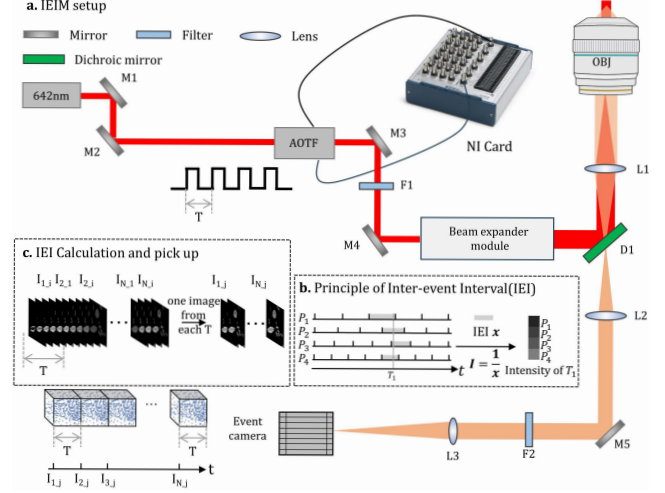 a. IEIM setup
Mirror
Filter
Lens
Dichroic mirror
OBJ
642nm
M1
M2
AOTF
M3
NI Card
F1
L1
T
M4
Beam expander
module
D1
c. IEI Calculation and pick up
I1_i I2_1 I2_i IN_1 IN_i I1_j IN_j
one image
from
each T
T
b. Principle of Inter-event Interval(IEI)
P1
P2
P3
P4
T1
t
IEI x
I = 1/x
P1
P2
P3
P4
Intensity of T1
L2
T
T
Event
camera
L3
F2
M5
t
I1_j I2_j I3_j IN_j